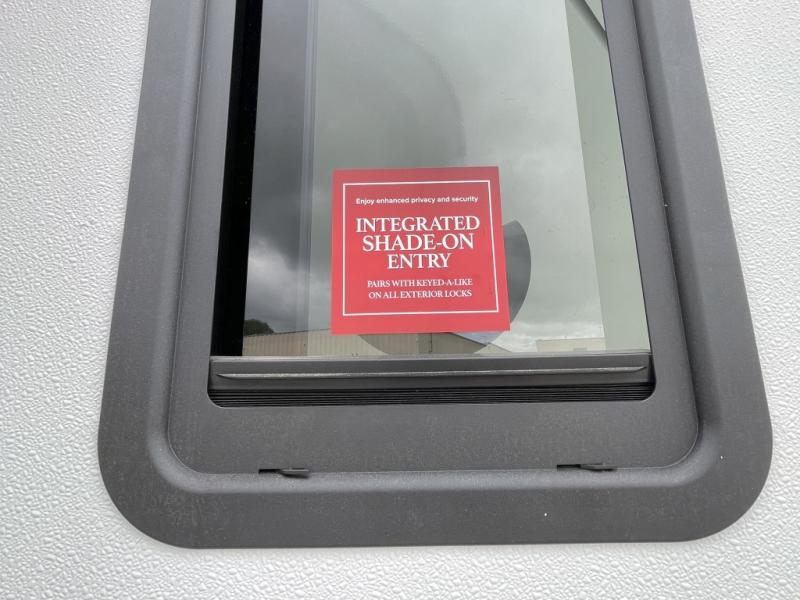 Enjoy enhanced privacy and security
INTEGRATED
SHADE-ON
ENTRY
PAIRS WITH KEYED-A-LIKE
ON ALL EXTERIOR LOCKS